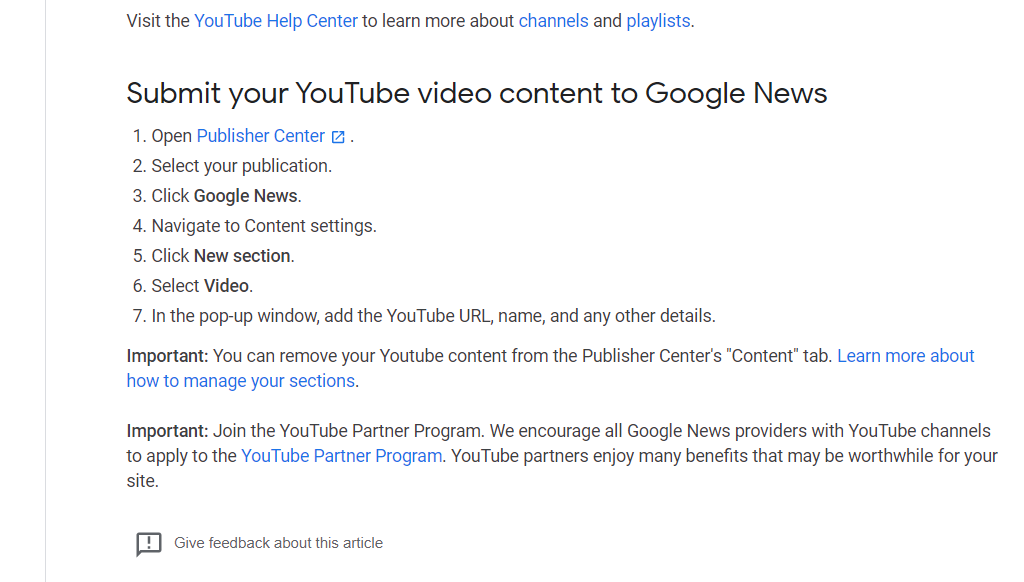 Visit the YouTube Help Center to learn more about channels and playlists.
Submit your YouTube video content to Google News
1. Open Publisher Center .
2. Select your publication.
3. Click Google News.
4. Navigate to Content settings.
5. Click New section.
6. Select Video.
7. In the pop-up window, add the YouTube URL, name, and any other details.
Important: You can remove your Youtube content from the Publisher Center's "Content" tab. Learn more about
how to manage your sections.
Important: Join the YouTube Partner Program. We encourage all Google News providers with YouTube channels
to apply to the YouTube Partner Program. YouTube partners enjoy many benefits that may be worthwhile for your
site.
Give feedback about this article